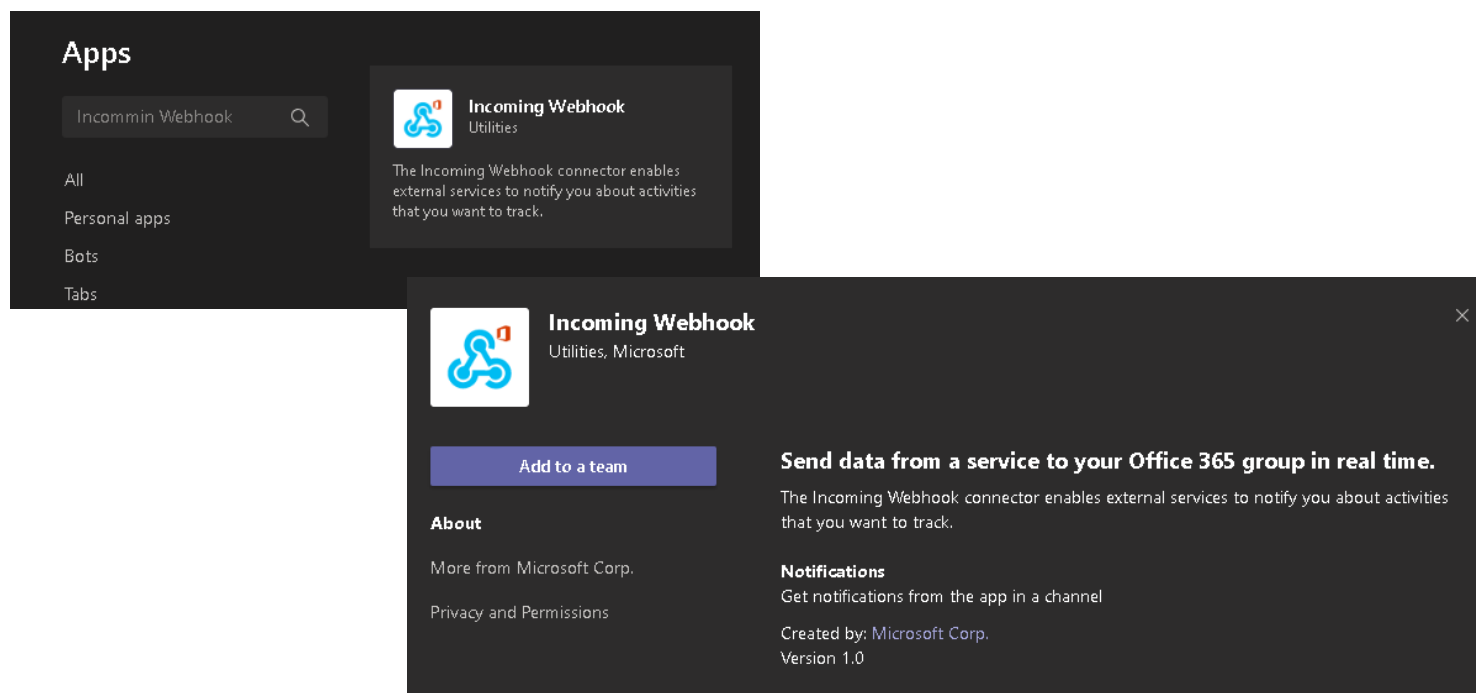 Apps
Incommin Webhook
All
Personal apps
Bots
Tabs
Incoming Webhook
Utilities
The Incoming Webhook connector enables
external services to notify you about activities
that you want to track.
Incoming Webhook
Utilities, Microsoft
Add to a team
About
More from Microsoft Corp.
Privacy and Permissions
Send data from a service to your Office 365 group in real time.
The Incoming Webhook connector enables external services to notify you about activities
that you want to track.
Notifications
Get notifications from the app in a channel
Created by: Microsoft Corp.
Version 1.0